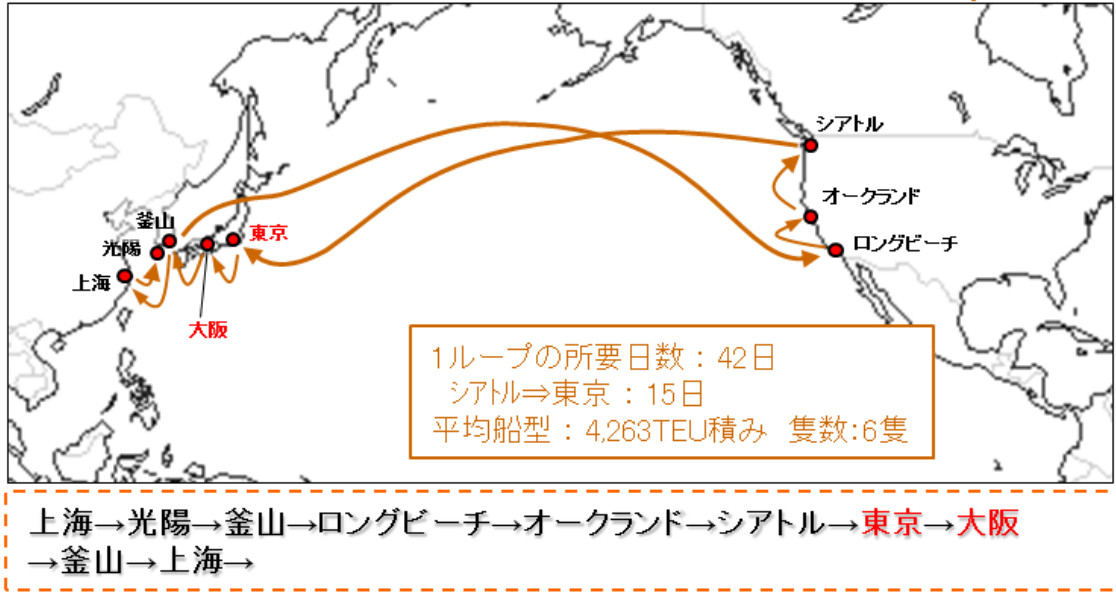 シアトル
オークランド
ロングビーチ
釜山
光陽
上海
東京
大阪
1ループの所要日数：42日
シアトル⇒東京：15日
平均船型：4,263TEU積み 隻数:6隻
上海→光陽→釜山→ロングビーチ→オークランド→シアトル→東京→大阪
→釜山→上海→